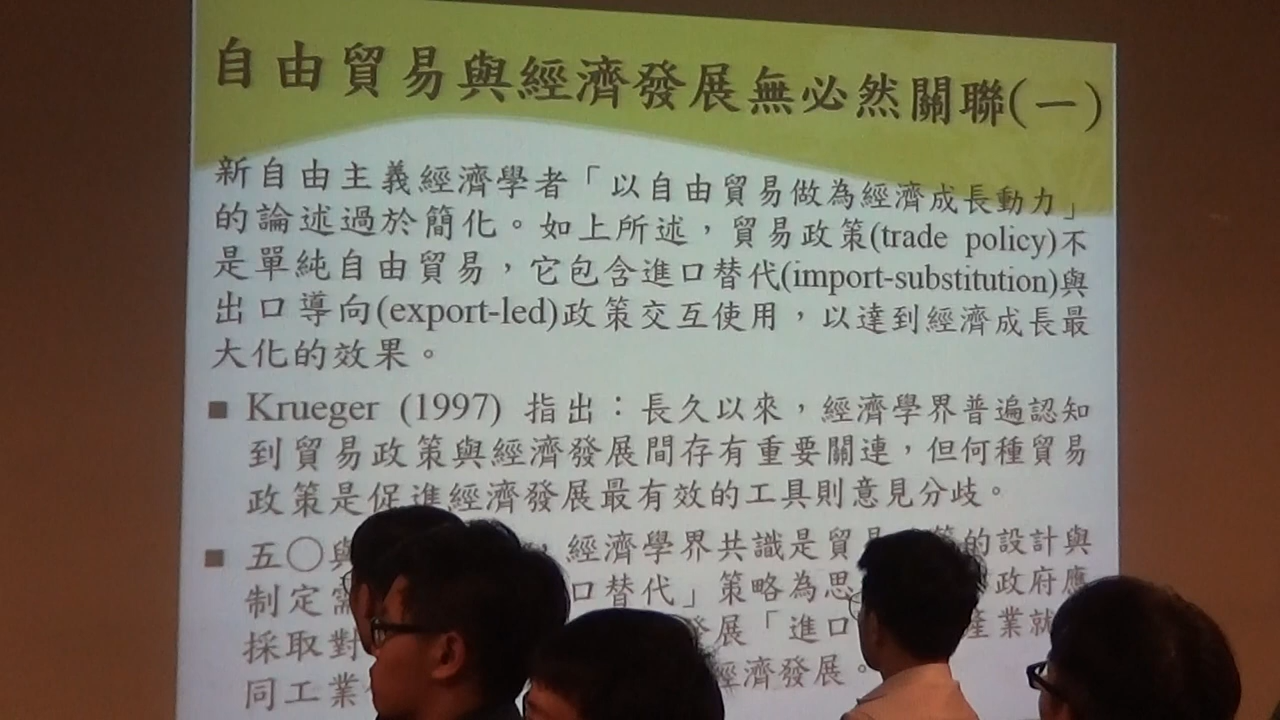 自由貿易與經濟發展無必然關聯(一)
新自由主義經濟學者「以自由貿易做為經濟成長動力」
的論述過於簡化。如上所述，貿易政策(trade policy)不
是單純自由貿易，它包含進口替代(import-substitution)與
出口導向(export-led)政策交互使用，以達到經濟成長最
大化的效果。
■ Krueger (1997) 指出：長久以來，經濟學界普遍認知
到貿易政策與經濟發展間存有重要關連，但何種貿易
政策是促進經濟發展最有效的工具則意見分歧。
■ 五〇與 ，經濟學界共識是貿易 的設計與
制定 口替代」策略為思 政府應
採取對 發展「進口 產業就
同工業 經濟發展。